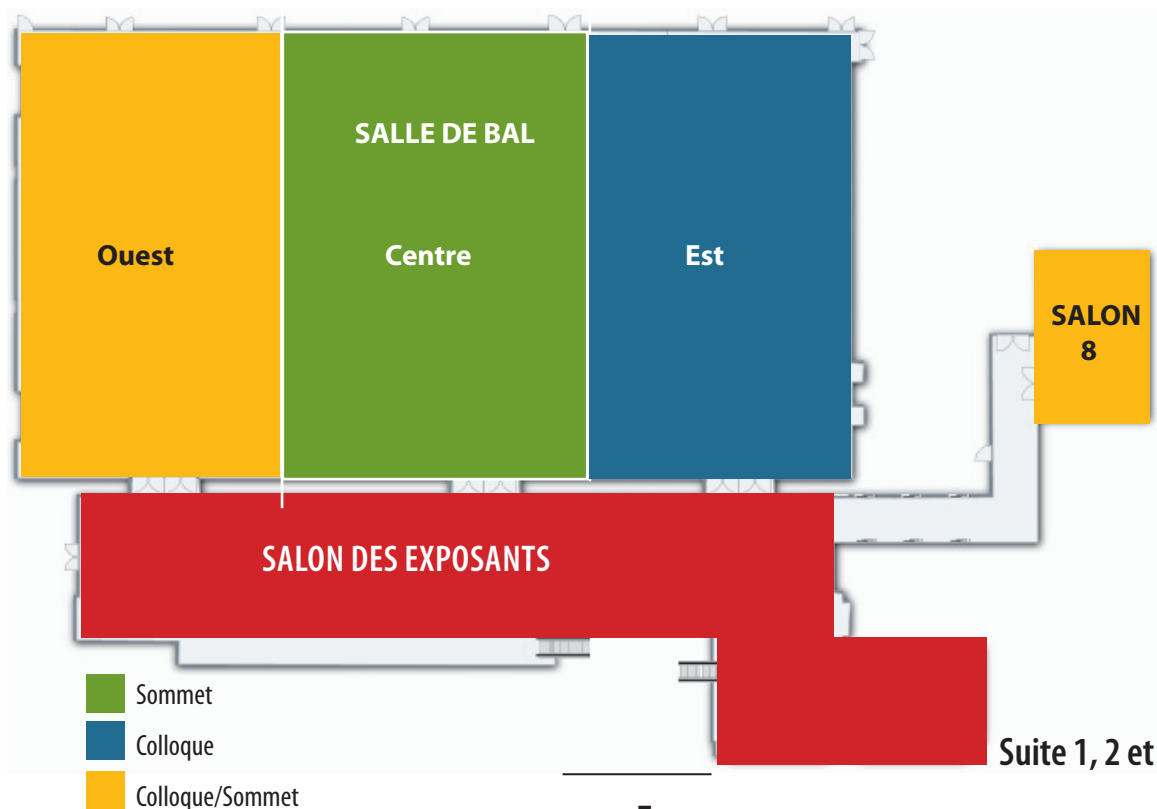 SALLE DE BAL
Ouest
Centre
Est
SALON
8
SALON DES EXPOSANTS
Sommet
Colloque
Colloque/Sommet
Suite 1, 2 et